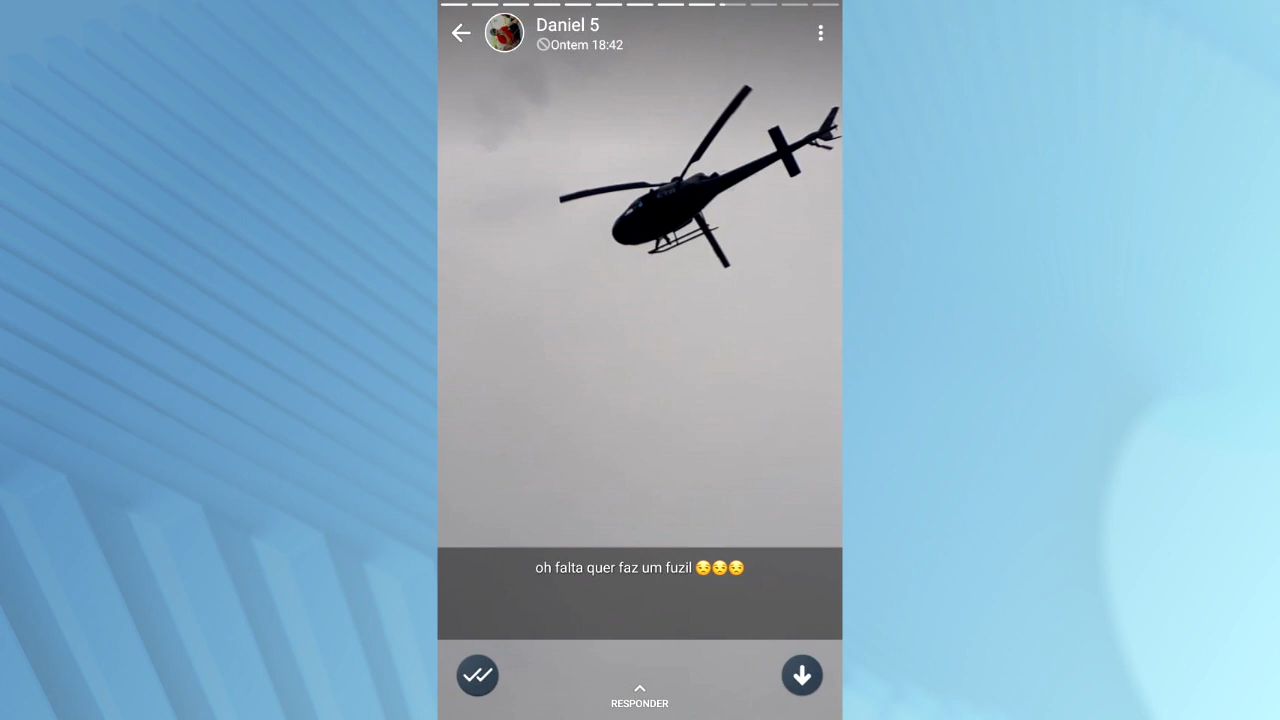 Daniel 5
Ontem 18:42
oh falta quer faz um fuzil 😒😒😒
RESPONDER